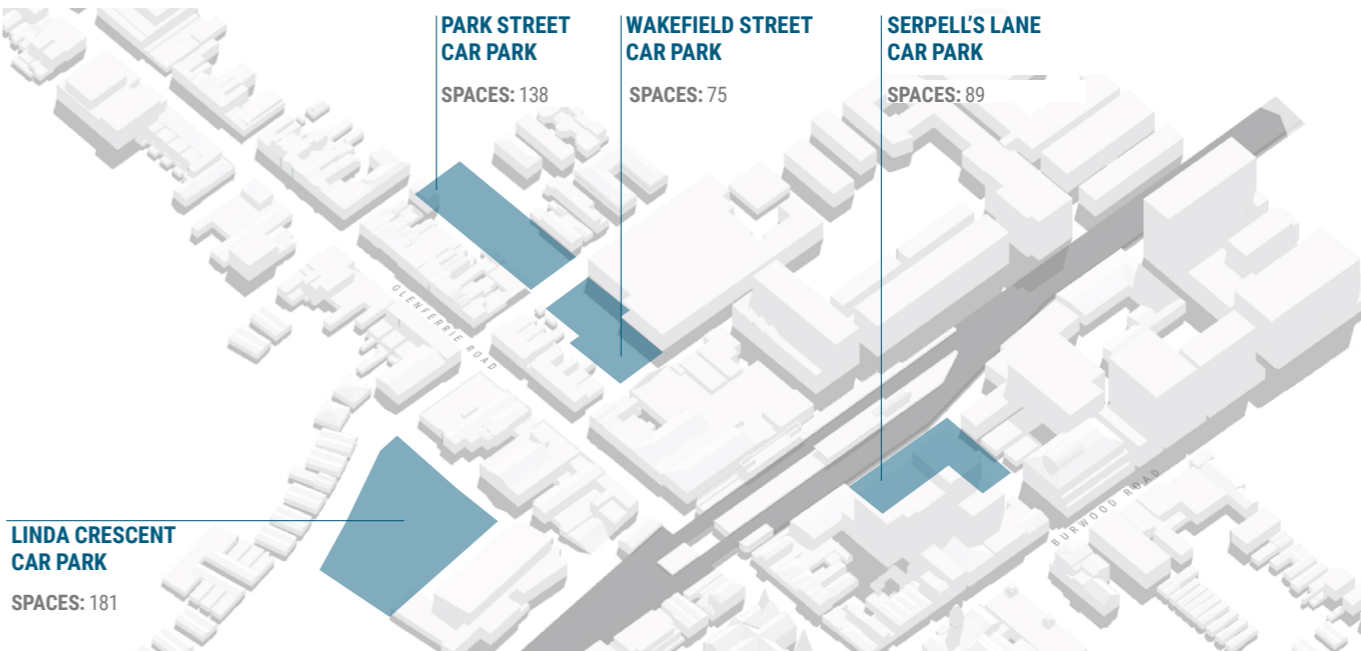 PARK STREET
CAR PARK
SPACES: 138
WAKEFIELD STREET
CAR PARK
SPACES: 75
SERPELL'S LANE
CAR PARK
SPACES: 89
GLENFERRIE ROAD
BURWOOD ROAD
LINDA CRESCENT
CAR PARK
SPACES: 181